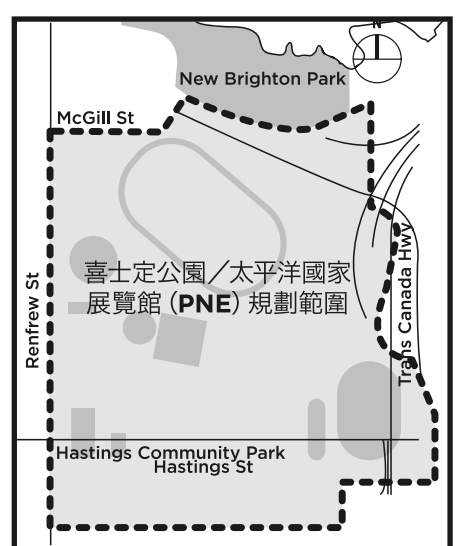 N
New Brighton Park
McGill St
喜士定公園／太平洋國家
展覽館（PNE）規劃範圍
Renfrew St
Trans Canada Hwy
Hastings Community Park
Hastings St